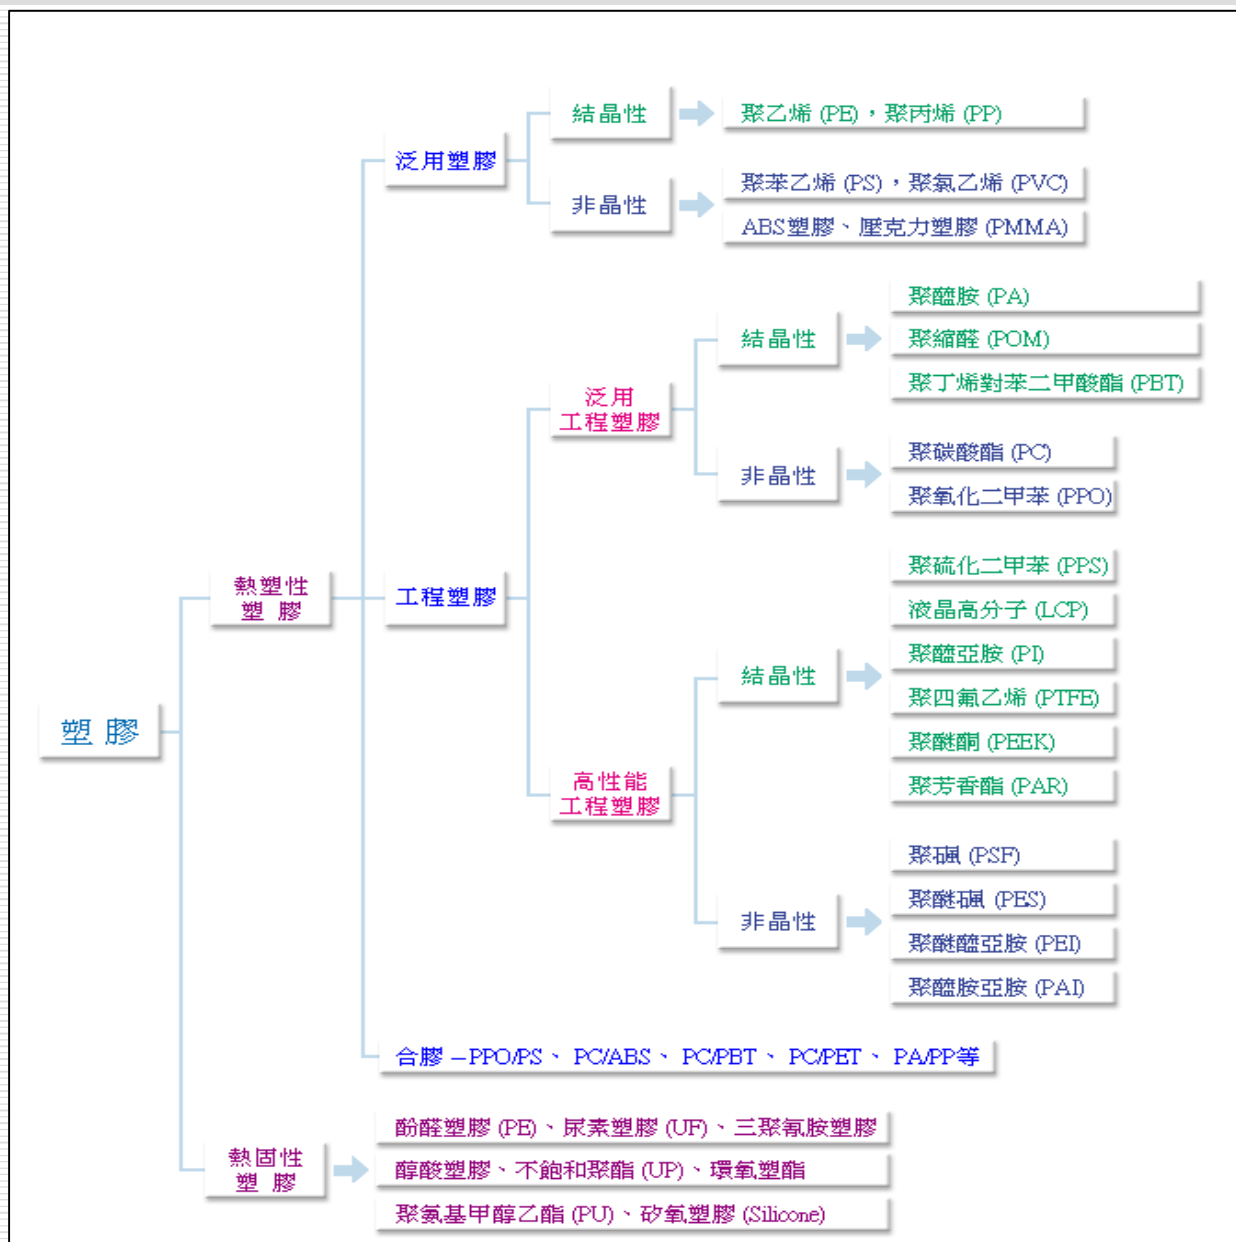 塑 膠
熱塑性
塑 膠
泛用塑膠
結晶性
聚乙烯 (PE)，聚丙烯 (PP)
非晶性
聚苯乙烯 (PS)，聚氯乙烯 (PVC)
ABS塑膠、壓克力塑膠 (PMMA)
工程塑膠
泛用
工程塑膠
結晶性
聚醯胺 (PA)
聚縮醛 (POM)
聚丁烯對苯二甲酸酯 (PBT)
非晶性
聚碳酸酯 (PC)
聚氧化二甲苯 (PPO)
高性能
工程塑膠
結晶性
聚硫化二甲苯 (PPS)
液晶高分子 (LCP)
聚醯亞胺 (PI)
聚四氟乙烯 (PTFE)
聚醚酮 (PEEK)
聚芳香酯 (PAR)
非晶性
聚碸 (PSF)
聚醚碸 (PES)
聚醚醯亞胺 (PEI)
聚醯胺亞胺 (PAI)
合膠 –PPO/PS、 PC/ABS、 PC/PBT、 PC/PET、 PA/PP等
熱固性
塑 膠
酚醛塑膠 (PE)、尿素塑膠 (UF)、三聚氰胺塑膠
醇酸塑膠、不飽和聚酯 (UP)、環氧塑酯
聚氨基甲醇乙酯 (PU)、矽氧塑膠 (Silicone)